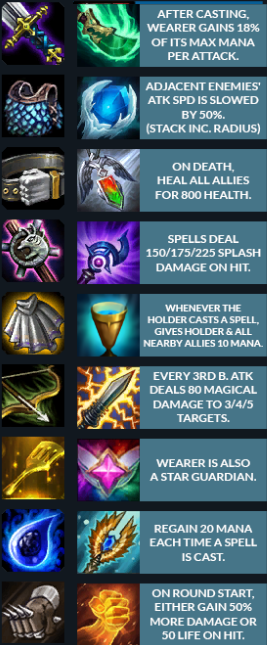 AFTER CASTING,
WEARER GAINS 18%
OF ITS MAX MANA
PER ATTACK.
ADJACENT ENEMIES'
ATK SPD IS SLOWED
BY 50%.
(STACK INC. RADIUS)
ON DEATH,
HEAL ALL ALLIES
FOR 800 HEALTH.
SPELLS DEAL
150/175/225 SPLASH
DAMAGE ON HIT.
WHENEVER THE
HOLDER CASTS A SPELL,
GIVES HOLDER & ALL
NEARBY ALLIES 10 MANA.
EVERY 3RD B. ATK
DEALS 80 MAGICAL
DAMAGE TO 3/4/5
TARGETS.
WEARER IS ALSO
A STAR GUARDIAN.
REGAIN 20 MANA
EACH TIME A SPELL
IS CAST.
ON ROUND START,
EITHER GAIN 50%
MORE DAMAGE OR
50 LIFE ON HIT.